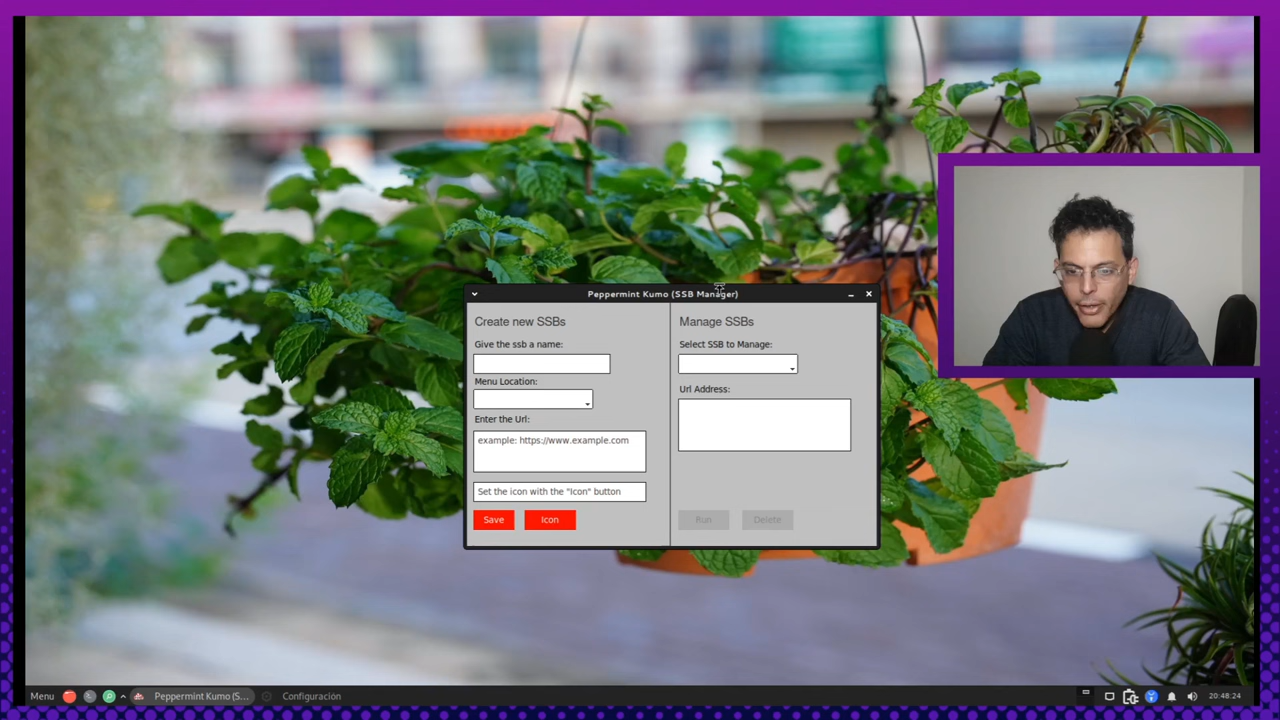 Peppermint Kumo (SSB Manager)
Create new SSBs
Give the ssb a name:
Menu Location:
Enter the Url:
example: https://www.example.com
Set the icon with the "Icon" button
Save
Icon
Manage SSBs
Select SSB to Manage:
Url Address:
Run
Delete
Menu
Peppermint Kumo (S...
Configuración
20:48:24